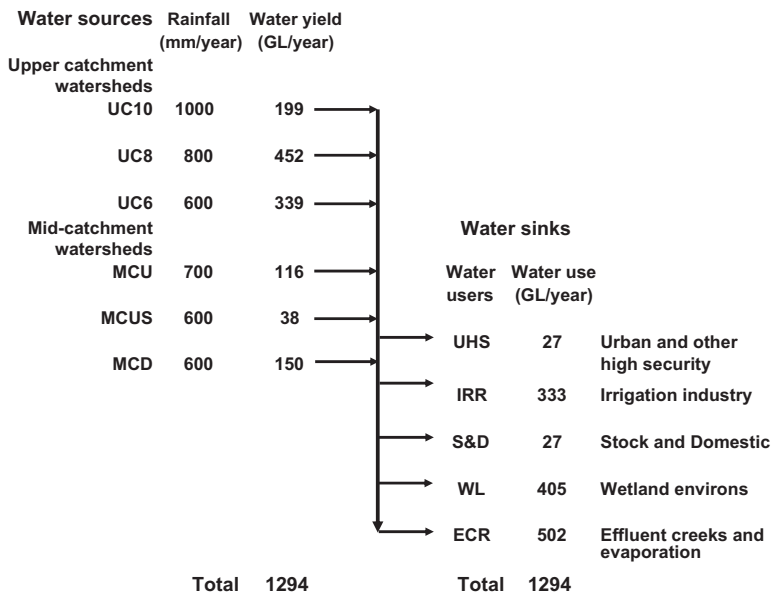 Water sources Rainfall Water yield
(mm/year) (GL/year)
Upper catchment
watersheds
UC10 1000 199
UC8 800 452
UC6 600 339
Mid-catchment
watersheds
MCU 700 116
MCUS 600 38
MCD 600 150
Total 1294
Water sinks
Water Water use
users (GL/year)
UHS 27 Urban and other
high security
IRR 333 Irrigation industry
S&D 27 Stock and Domestic
WL 405 Wetland environs
ECR 502 Effluent creeks and
evaporation
Total 1294